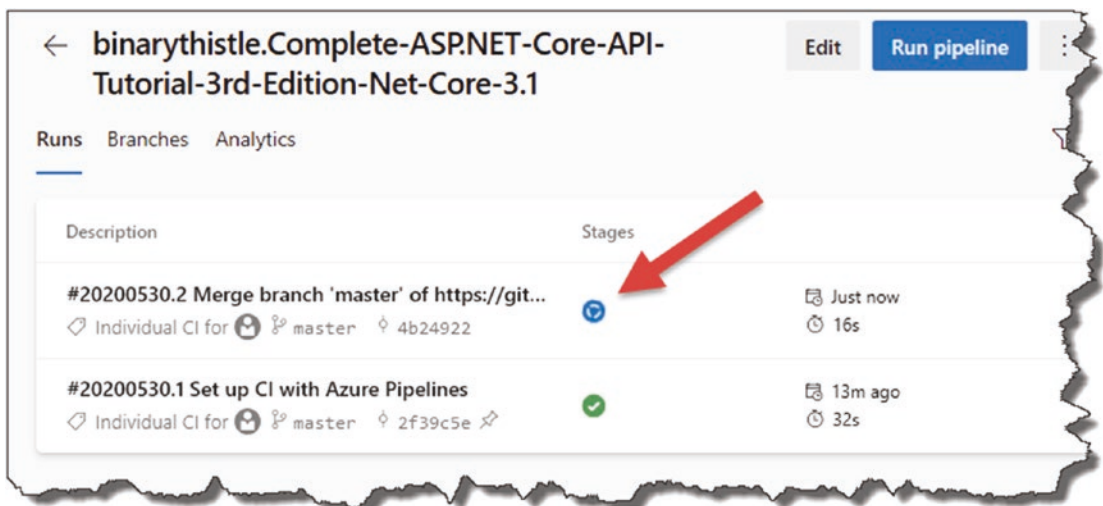 binarythistle.Complete-ASP.NET-Core-API-
Tutorial-3rd-Edition-Net-Core-3.1
Edit
Run pipeline
Runs Branches Analytics
Description Stages
#20200530.2 Merge branch 'master' of https://git...
Just now
Individual CI for master 4b24922
16s
#20200530.1 Set up CI with Azure Pipelines
13m ago
Individual CI for master 2f39c5e
32s